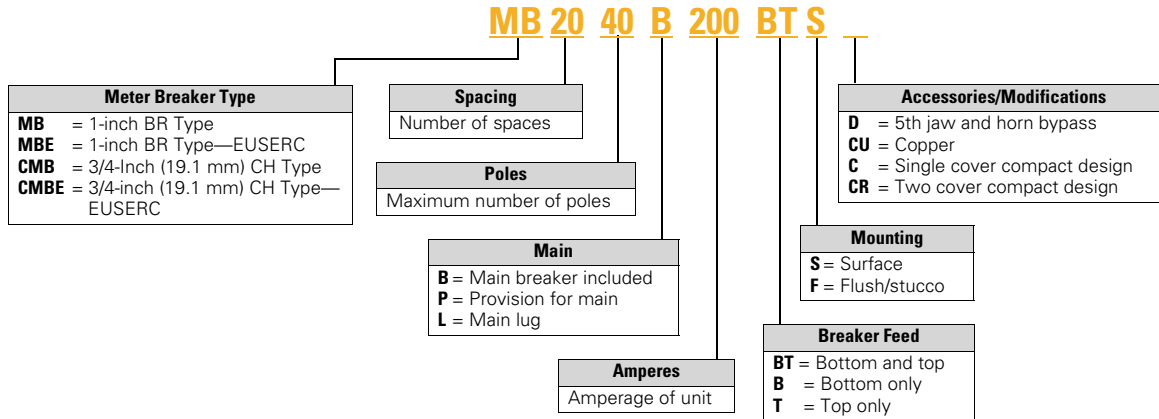 MB 20 40 B 200 BT S _
Meter Breaker Type
MB = 1-inch BR Type
MBE = 1-inch BR Type—EUSERC
CMB = 3/4-Inch (19.1 mm) CH Type
CMBE = 3/4-inch (19.1 mm) CH Type—
EUSERC
Spacing
Number of spaces
Poles
Maximum number of poles
Main
B = Main breaker included
P = Provision for main
L = Main lug
Amperes
Amperage of unit
Accessories/Modifications
D = 5th jaw and horn bypass
CU = Copper
C = Single cover compact design
CR = Two cover compact design
Mounting
S = Surface
F = Flush/stucco
Breaker Feed
BT = Bottom and top
B = Bottom only
T = Top only